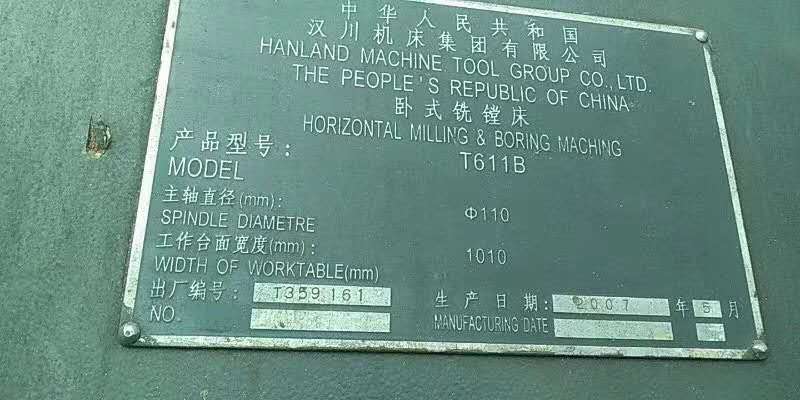 中华人民共和国
汉川机床集团有限公司
HANLAND MACHINE TOOL GROUP CO.,LTD.
THE PEOPLE'S REPUBLIC OF CHINA
卧式铣镗床
HORIZONTAL MILLING & BORING MACHING
产品型号: T611B
MODEL
主轴直径(mm): Φ110
SPINDLE DIAMETRE
工作台面宽度(mm): 1010
WIDTH OF WORKTABLE(mm)
出厂编号: T359161 生产日期: 2007 年 5 月
NO. MANUFACTURING DATE